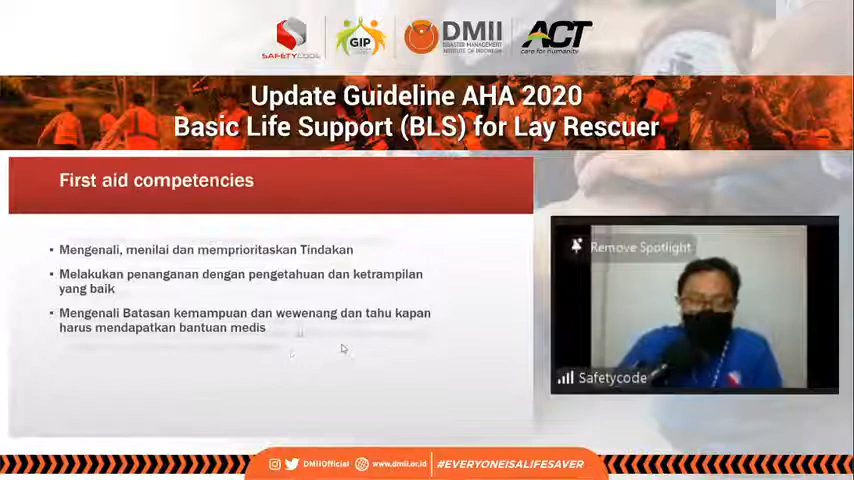 SAFETYCODE
GIP
DMII
DISASTER MANAGEMENT
INSTITUTE OF INDONESIA
ACT
care for humanity
Update Guideline AHA 2020
Basic Life Support (BLS) for Lay Rescuer
First aid competencies
▪ Mengenali, menilai dan memprioritaskan Tindakan
▪ Melakukan penanganan dengan pengetahuan dan ketrampilan
yang baik
▪ Mengenali Batasan kemampuan dan wewenang dan tahu kapan
harus mendapatkan bantuan medis
Remove Spotlight
Safetycode
DMIIOfficial www.dmii.or.id #EVERYONEISALIFESAVER